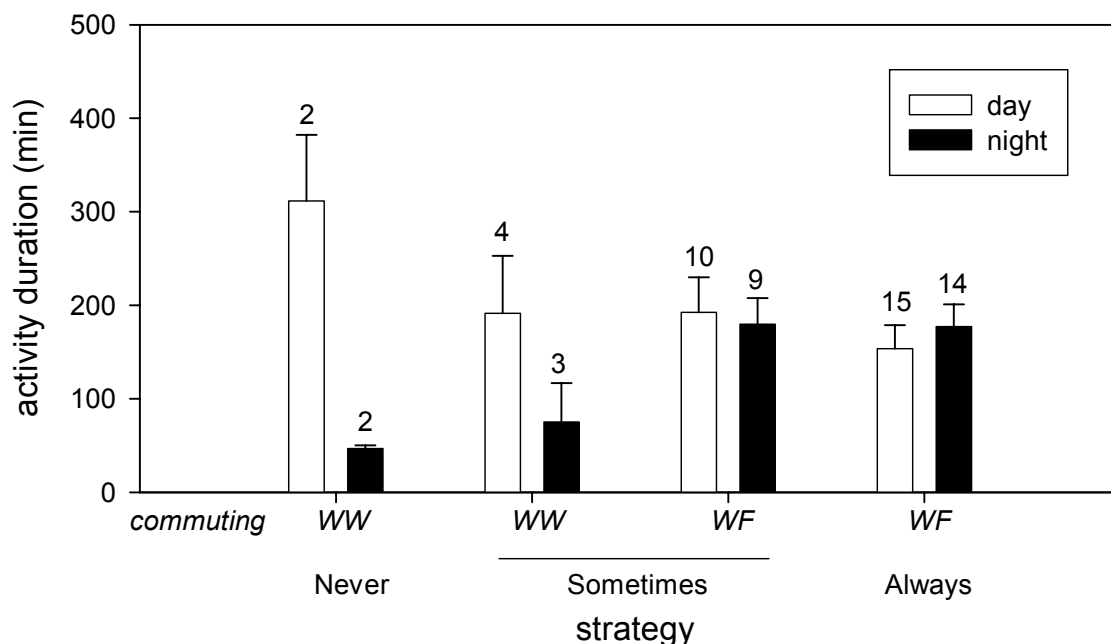 500
400
300
200
100
0
activity duration (min)
day
night
2
2
4
3
10
9
15
14
commuting WW WW WF WF
Never Sometimes Always
strategy